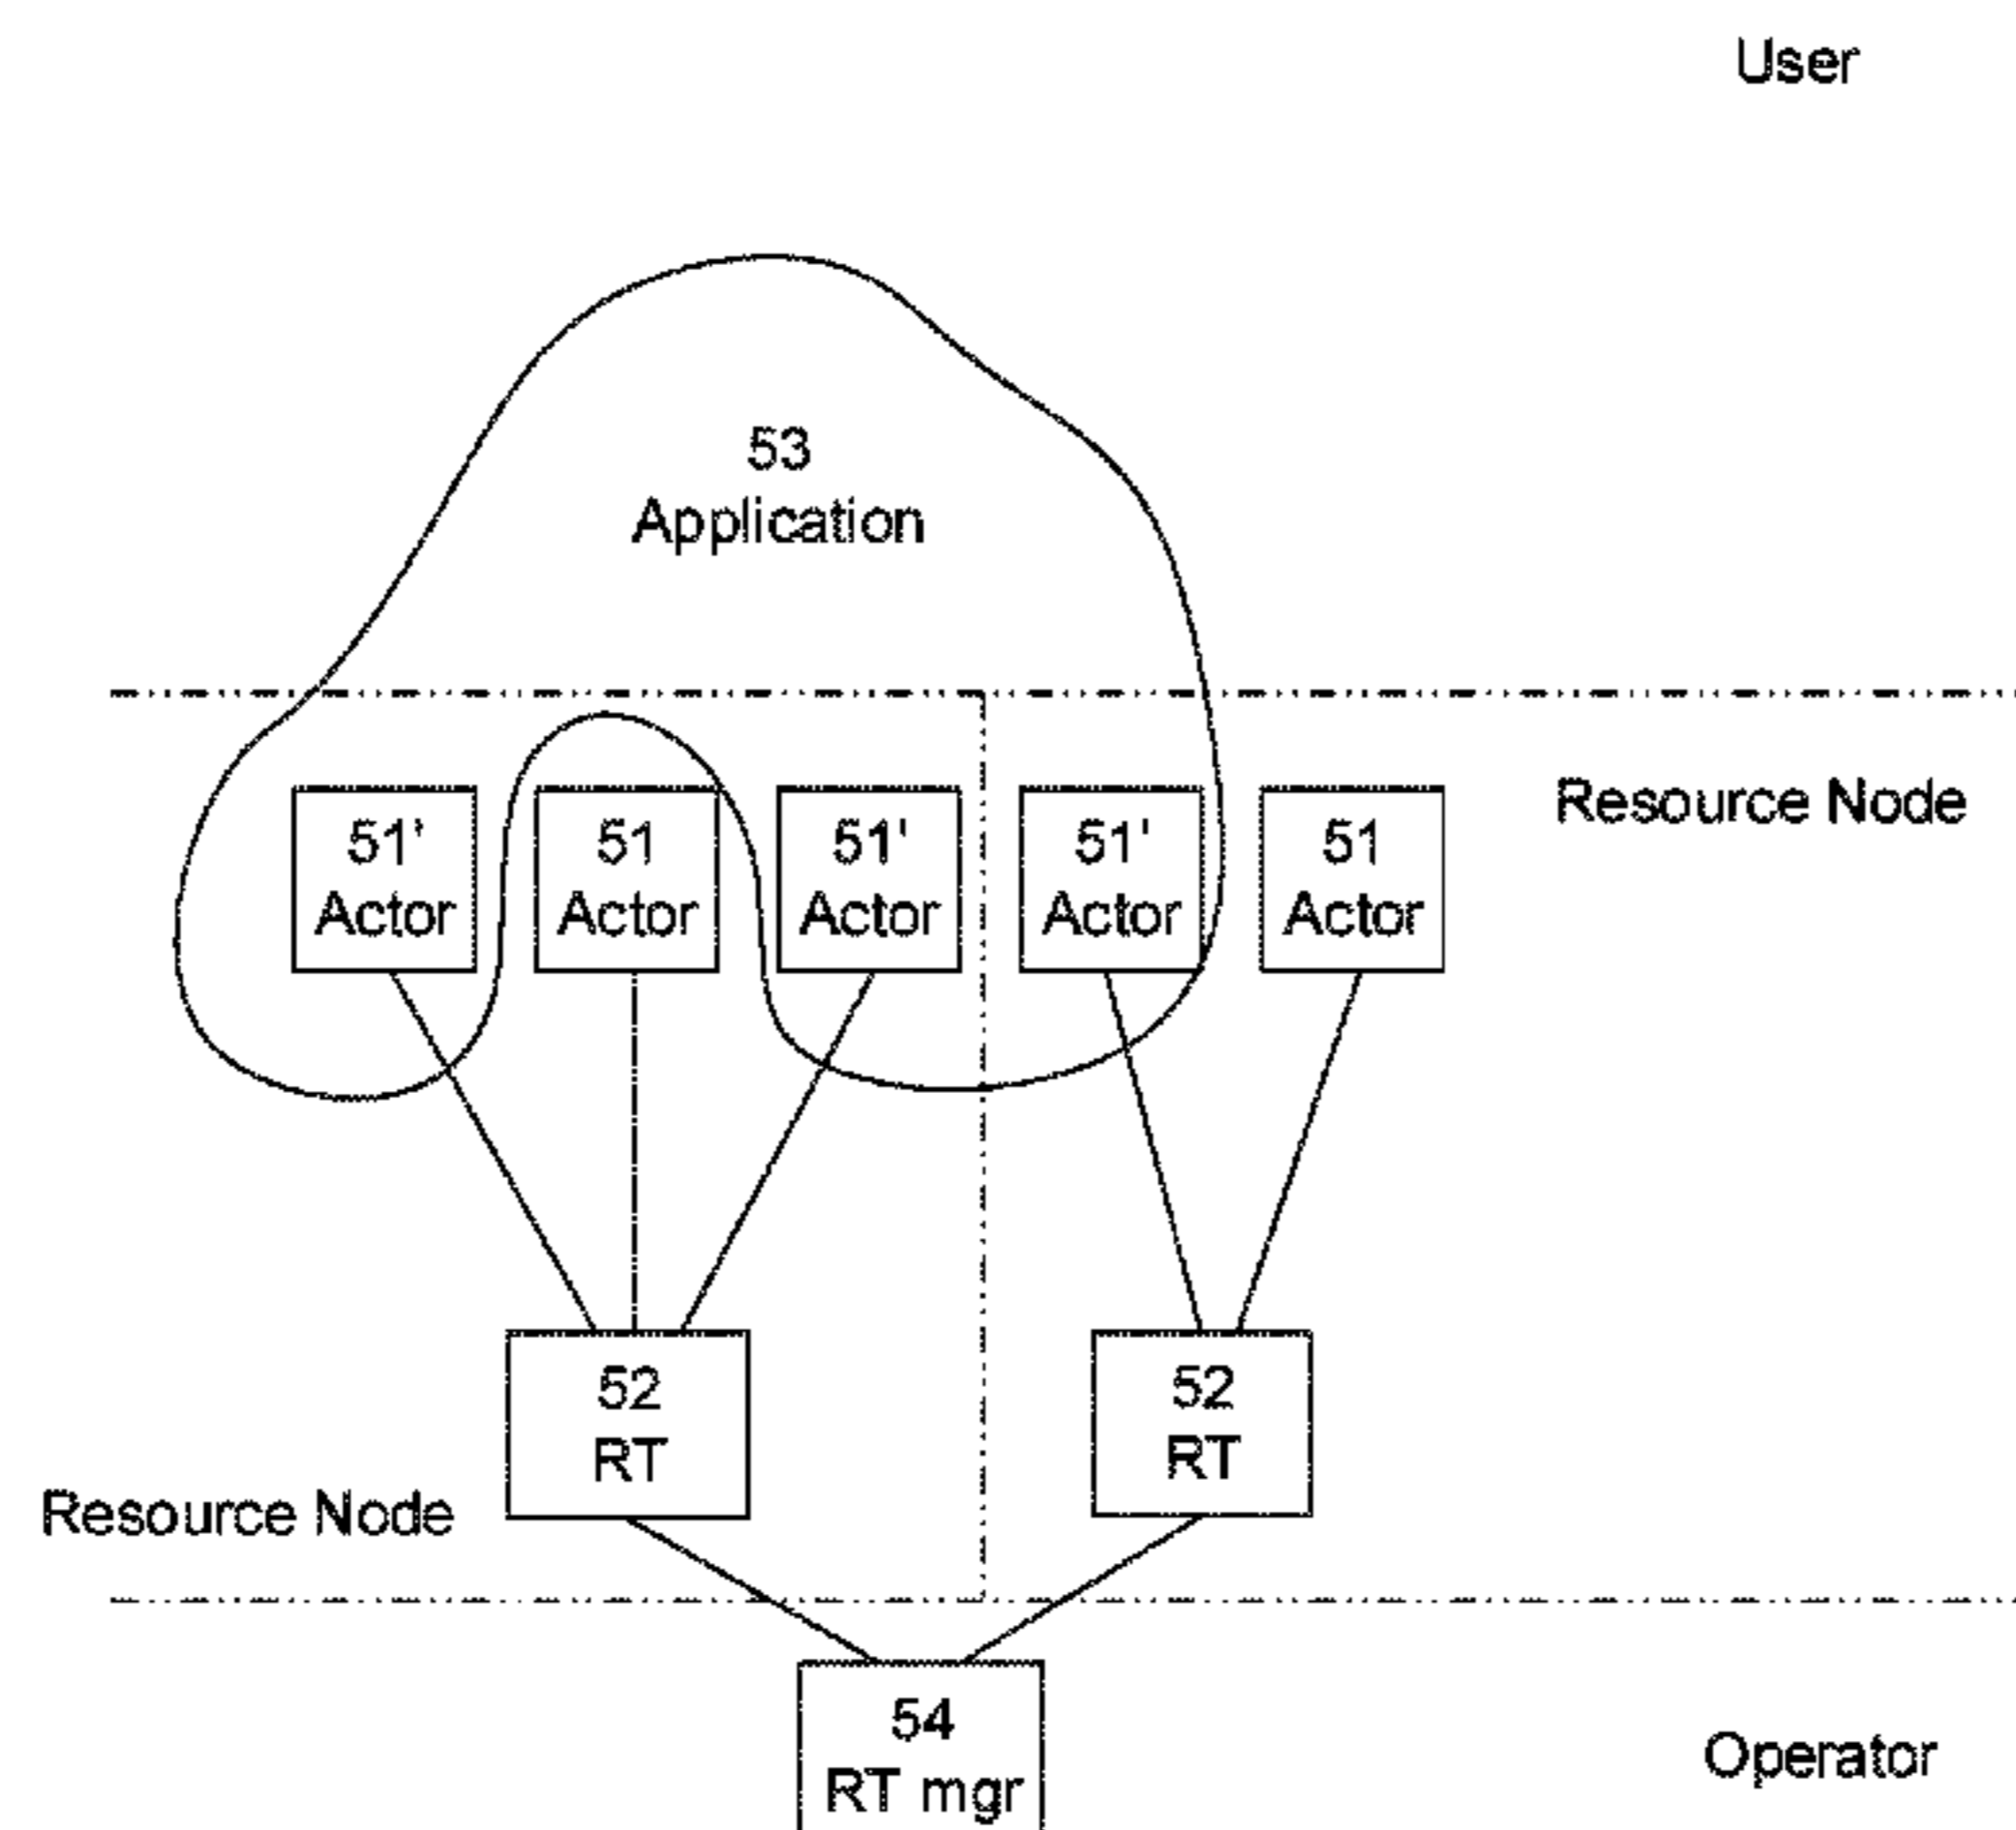 User
53
Application
Resource Node
51'
Actor
51
Actor
51'
Actor
51'
Actor
51
Actor
52
RT
52
RT
Resource Node
54
RT mgr
Operator